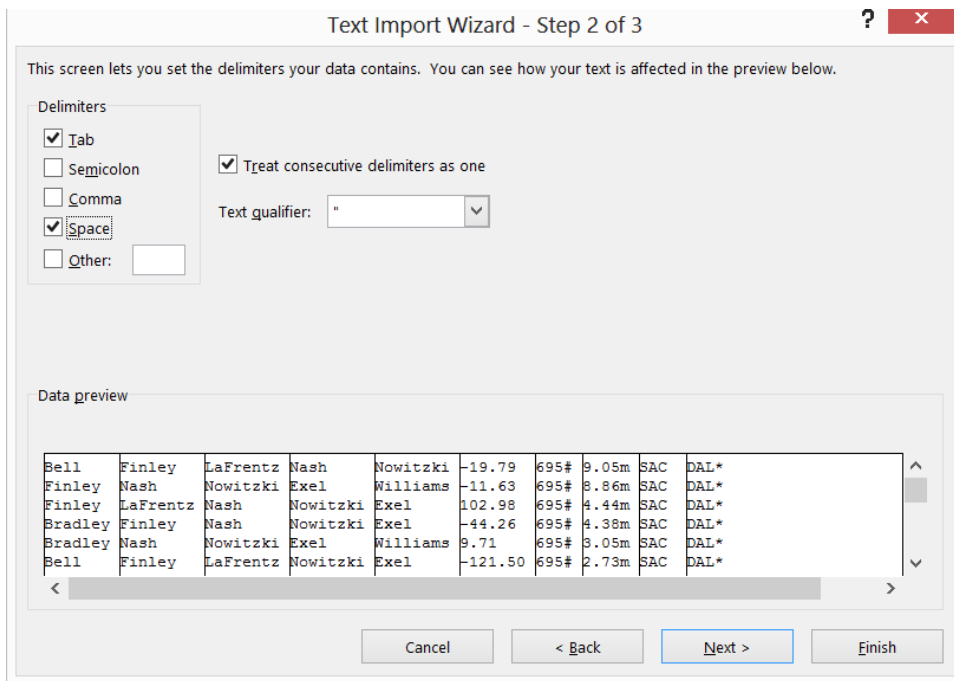 Text Import Wizard - Step 2 of 3
?
This screen lets you set the delimiters your data contains.  You can see how your text is affected in the preview below.
Delimiters
Tab
Semicolon
Comma
Space
Other:
Treat consecutive delimiters as one
Text qualifier: "
Data preview
Bell Finley LaFrentz Nash Nowitzki -19.79 695# 9.05m SAC DAL*
Finley Nash Nowitzki Exel Williams -11.63 695# 8.86m SAC DAL*
Finley LaFrentz Nash Nowitzki Exel 102.98 695# 4.44m SAC DAL*
Bradley Finley Nash Nowitzki Exel -44.26 695# 4.38m SAC DAL*
Bradley Nash Nowitzki Exel Williams 9.71 695# 3.05m SAC DAL*
Bell Finley LaFrentz Nowitzki Exel -121.50 695# 2.73m SAC DAL*
Cancel < Back Next > Finish